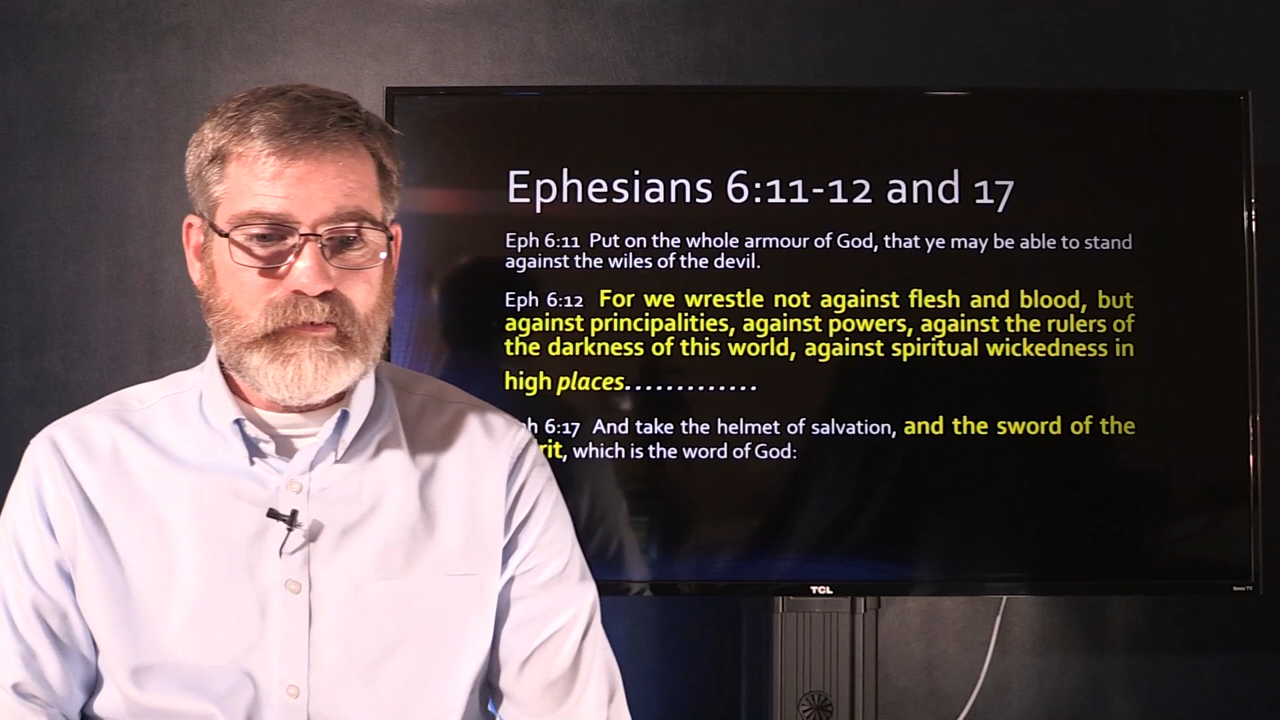 Ephesians 6:11-12 and 17
Eph 6:11 Put on the whole armour of God, that ye may be able to stand
against the wiles of the devil.
Eph 6:12 For we wrestle not against flesh and blood, but
against principalities, against powers, against the rulers of
the darkness of this world, against spiritual wickedness in
high places.............
ph 6:17 And take the helmet of salvation, and the sword of the
rit, which is the word of God:
TCL